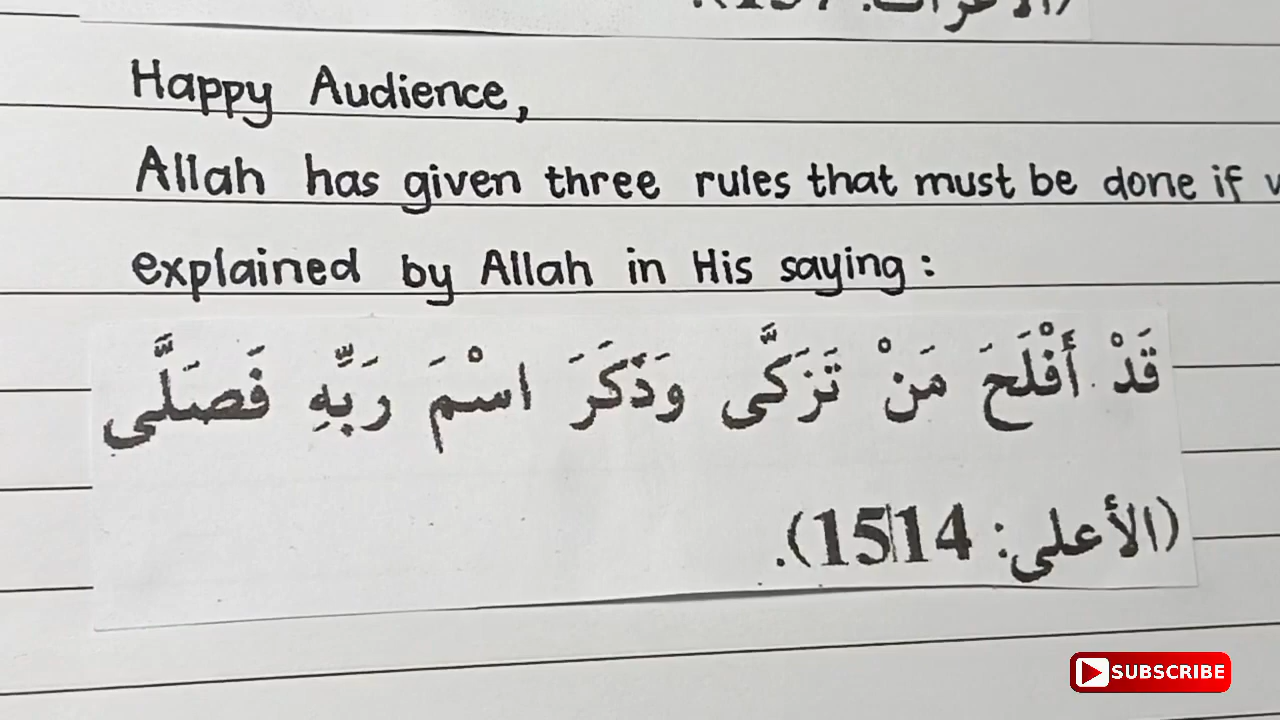 Happy Audience,
Allah has given three rules that must be done if
explained by Allah in His saying:
قَدْ أَفْلَحَ مَنْ تَزَكَّى وَذَكَرَ اسْمَ رَبِّهِ فَصَلَّى
(الأعلى: 14|15).
SUBSCRIBE